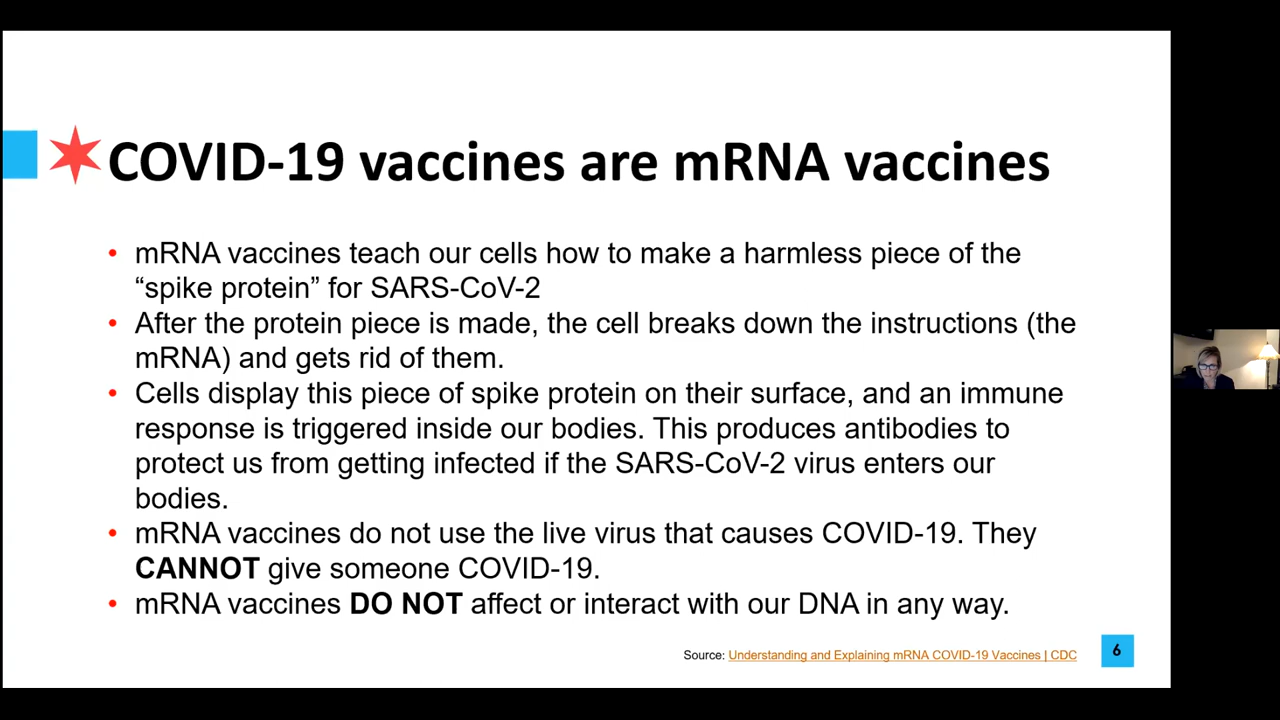 COVID-19 vaccines are mRNA vaccines
• mRNA vaccines teach our cells how to make a harmless piece of the
“spike protein” for SARS-CoV-2
• After the protein piece is made, the cell breaks down the instructions (the
mRNA) and gets rid of them.
• Cells display this piece of spike protein on their surface, and an immune
response is triggered inside our bodies. This produces antibodies to
protect us from getting infected if the SARS-CoV-2 virus enters our
bodies.
• mRNA vaccines do not use the live virus that causes COVID-19. They
CANNOT give someone COVID-19.
• mRNA vaccines DO NOT affect or interact with our DNA in any way.
Source: Understanding and Explaining mRNA COVID-19 Vaccines | CDC
6